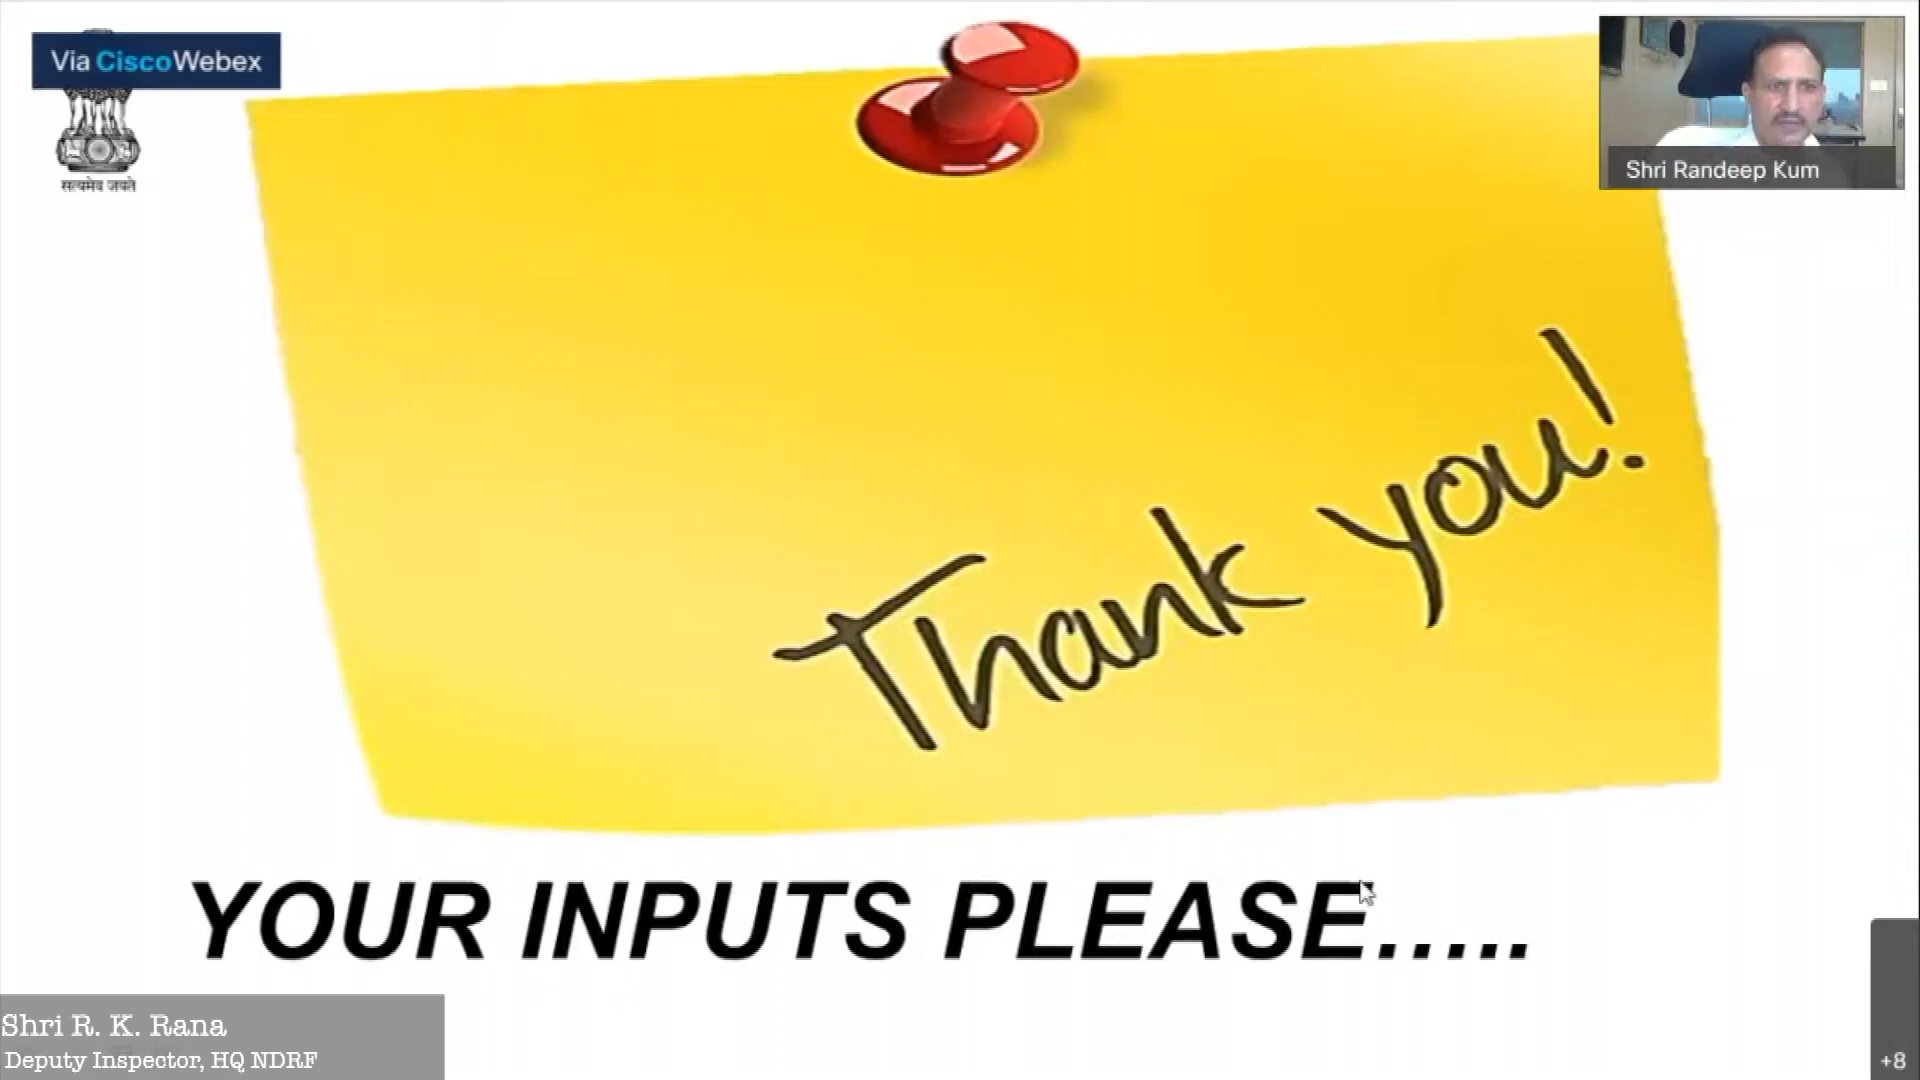 Via CiscoWebex
सत्यमेव जयते
Shri Randeep Kum
Thank you!
YOUR INPUTS PLEASE.....
Shri R. K. Rana
Deputy Inspector, HQ NDRF
+8